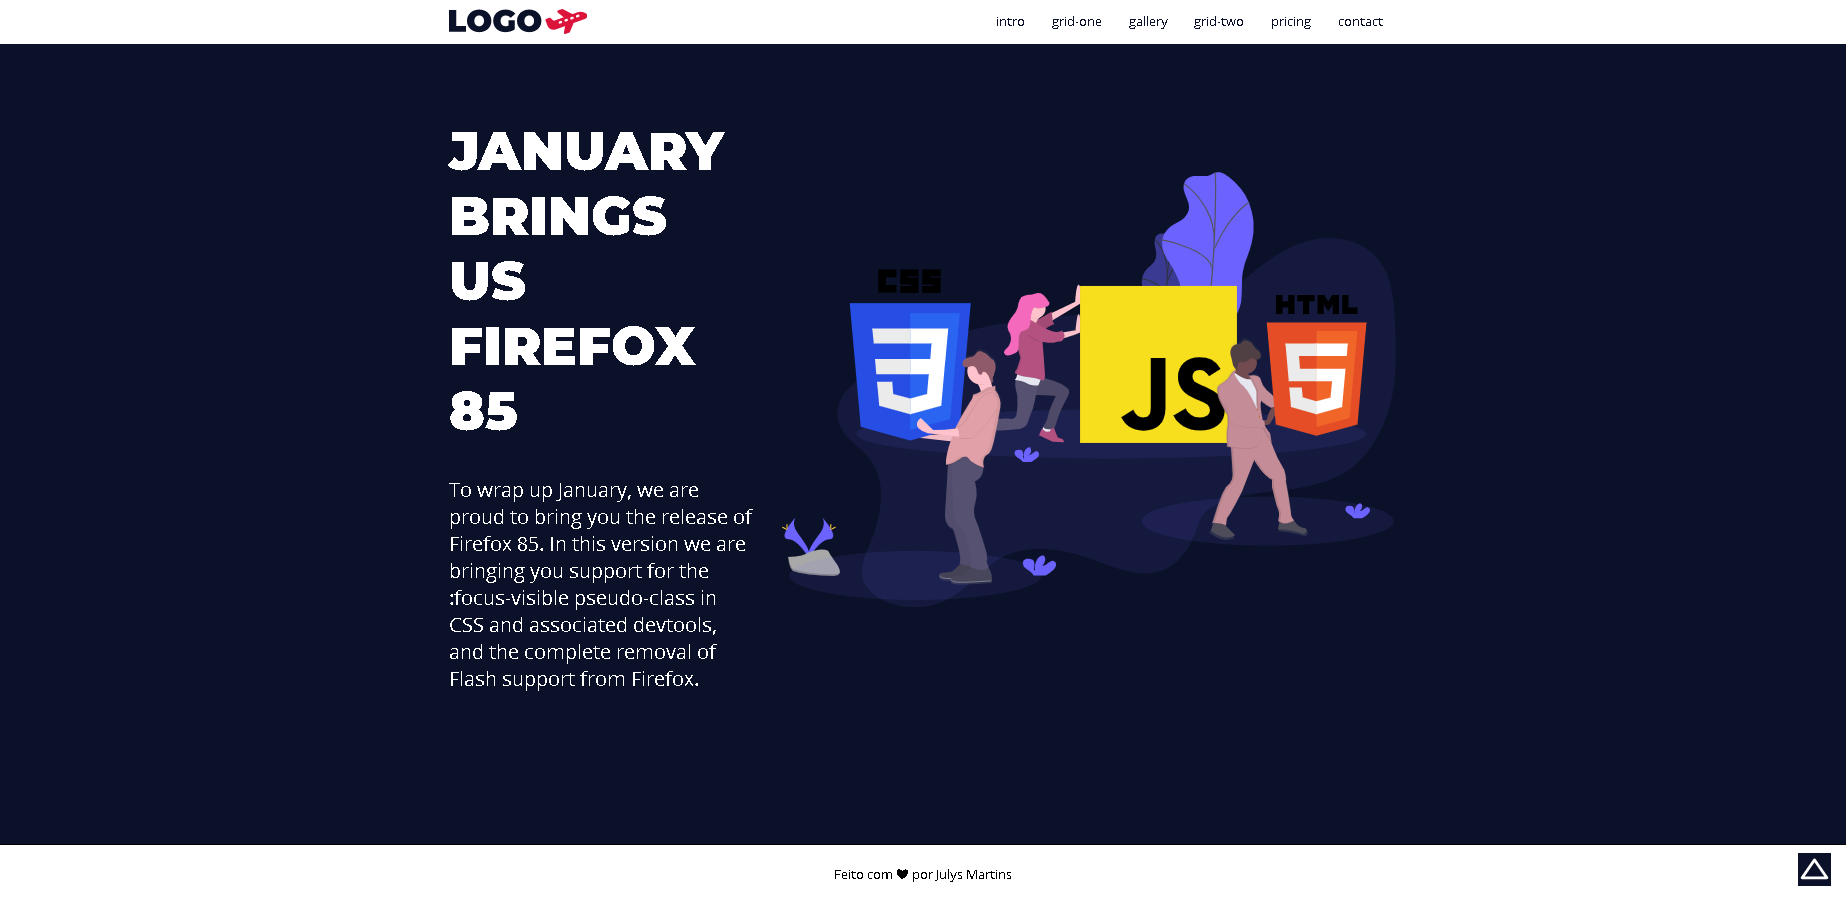 LOGO
intro grid-one gallery grid-two pricing contact
JANUARY
BRINGS
US
FIREFOX
85
To wrap up January, we are
proud to bring you the release of
Firefox 85. In this version we are
bringing you support for the
:focus-visible pseudo-class in
CSS and associated devtools,
and the complete removal of
Flash support from Firefox.
CSS
3
JS
HTML
5
Feito com ♥ por Julys Martins